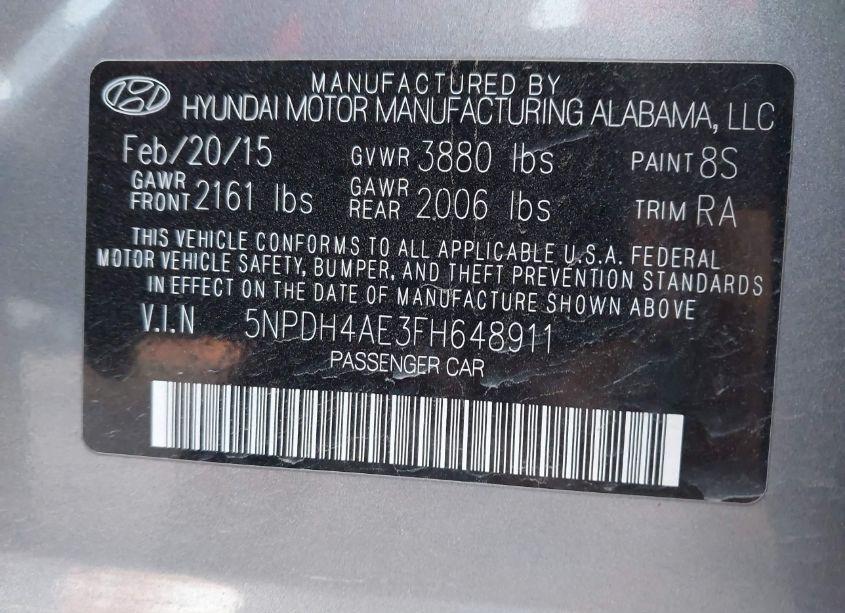 MANUFACTURED BY
HYUNDAI MOTOR MANUFACTURING ALABAMA, LLC
Feb/20/15 GVWR 3880 lbs PAINT 8S
GAWR FRONT 2161 lbs GAWR REAR 2006 lbs TRIM RA
THIS VEHICLE CONFORMS TO ALL APPLICABLE U.S.A. FEDERAL
MOTOR VEHICLE SAFETY, BUMPER, AND THEFT PREVENTION STANDARDS
IN EFFECT ON THE DATE OF MANUFACTURE SHOWN ABOVE
V.I.N 5NPDH4AE3FH648911
PASSENGER CAR